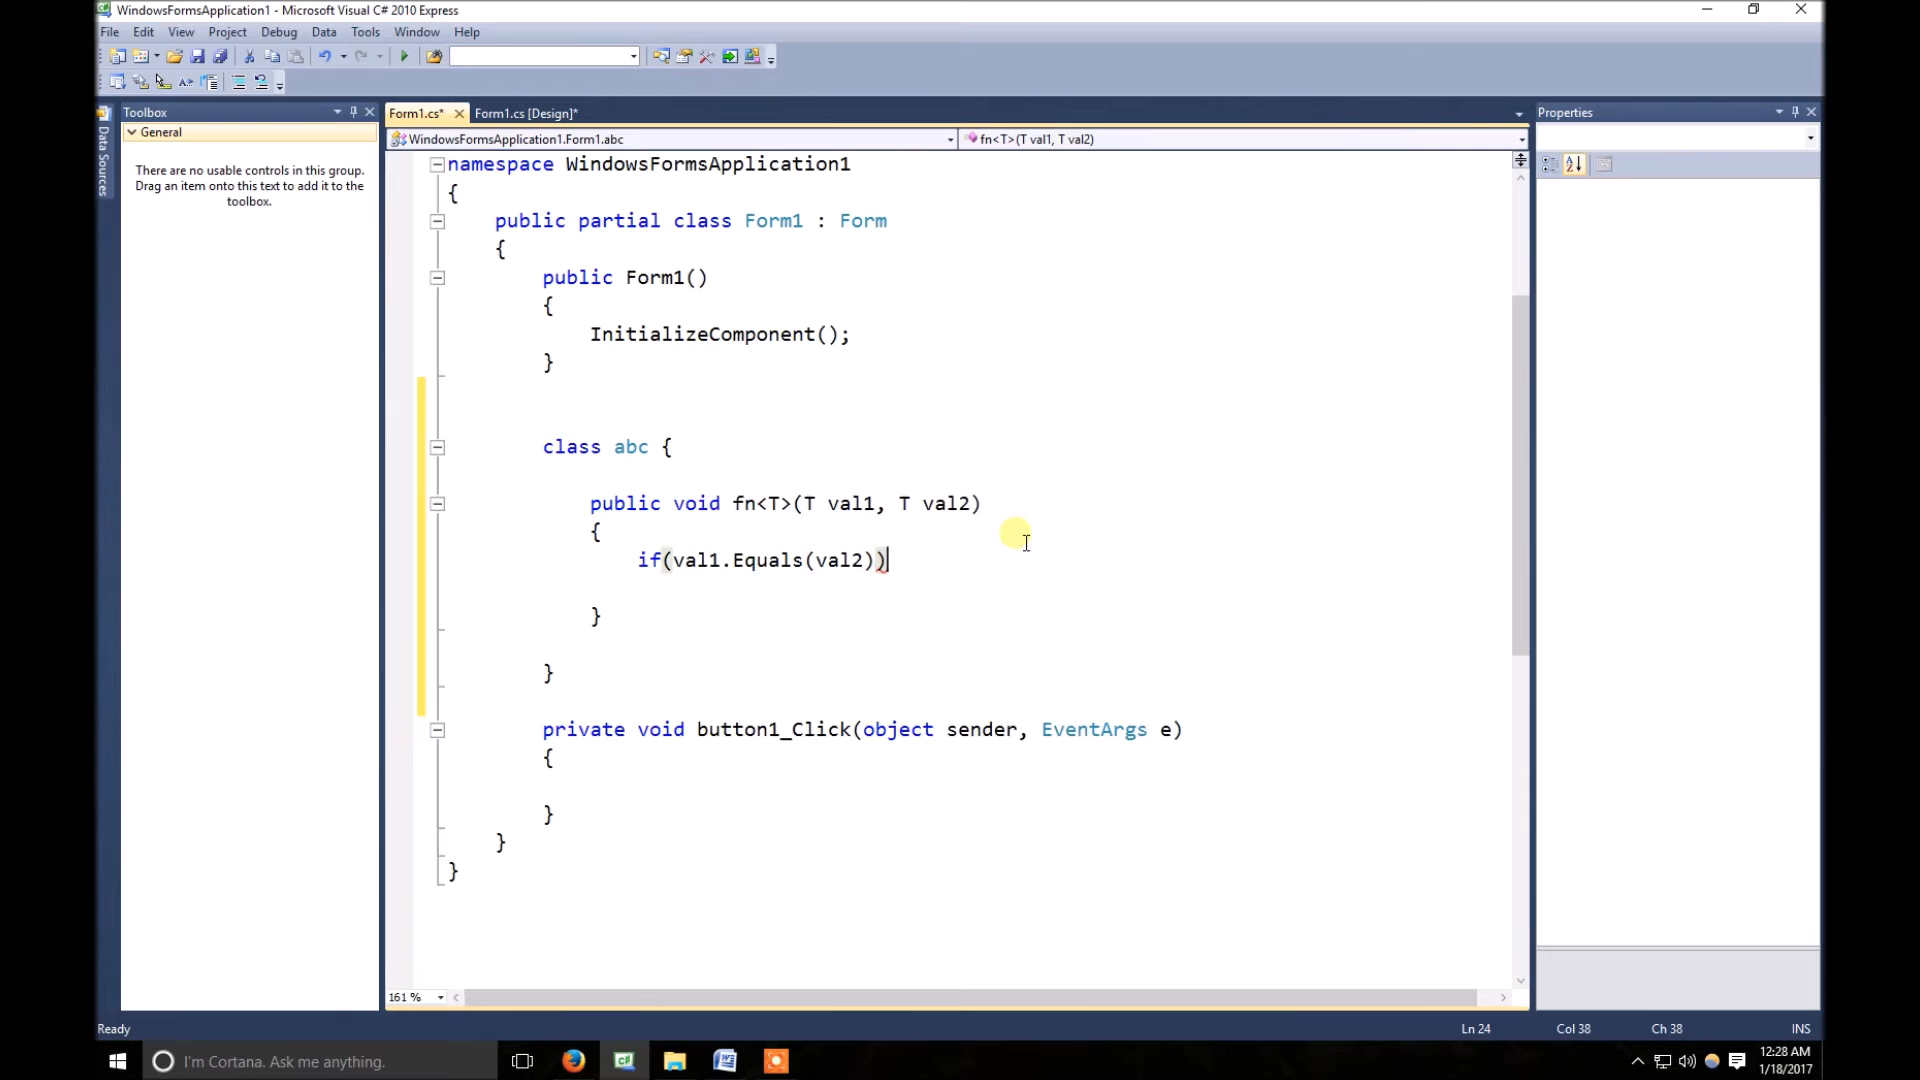 WindowsFormsApplication1 - Microsoft Visual C# 2010 Express
File Edit View Project Debug Data Tools Window Help
Toolbox
Form1.cs* Form1.cs [Design]*
Properties
General
WindowsFormsApplication1.Form1.abc
fn<T>(T val1, T val2)
Data Sources
There are no usable controls in this group.
Drag an item onto this text to add it to the
toolbox.
namespace WindowsFormsApplication1
{
public partial class Form1 : Form
{
public Form1()
{
InitializeComponent();
}
class abc {
public void fn<T>(T val1, T val2)
{
if(val1.Equals(val2))
}
}
private void button1_Click(object sender, EventArgs e)
{
}
}
}
161 %
Ready
Ln 24 Col 38 Ch 38 INS
I'm Cortana. Ask me anything.
12:28 AM
1/18/2017